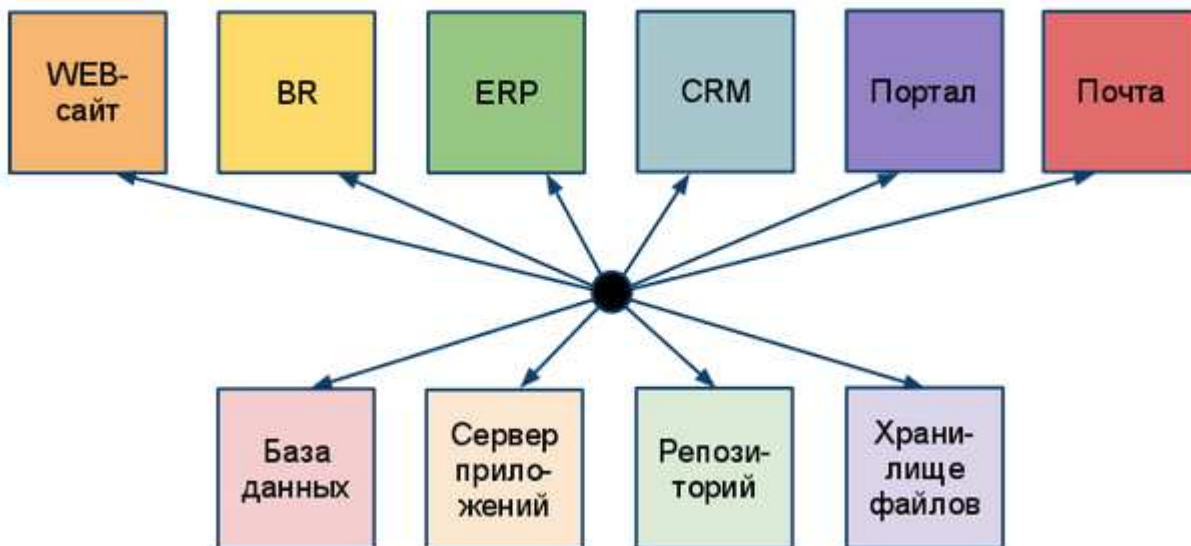 WEB-
сайт
BR
ERP
CRM
Портал
Почта
База
данных
Сервер
прило-
жений
Репози-
торий
Храни-
лище
файлов